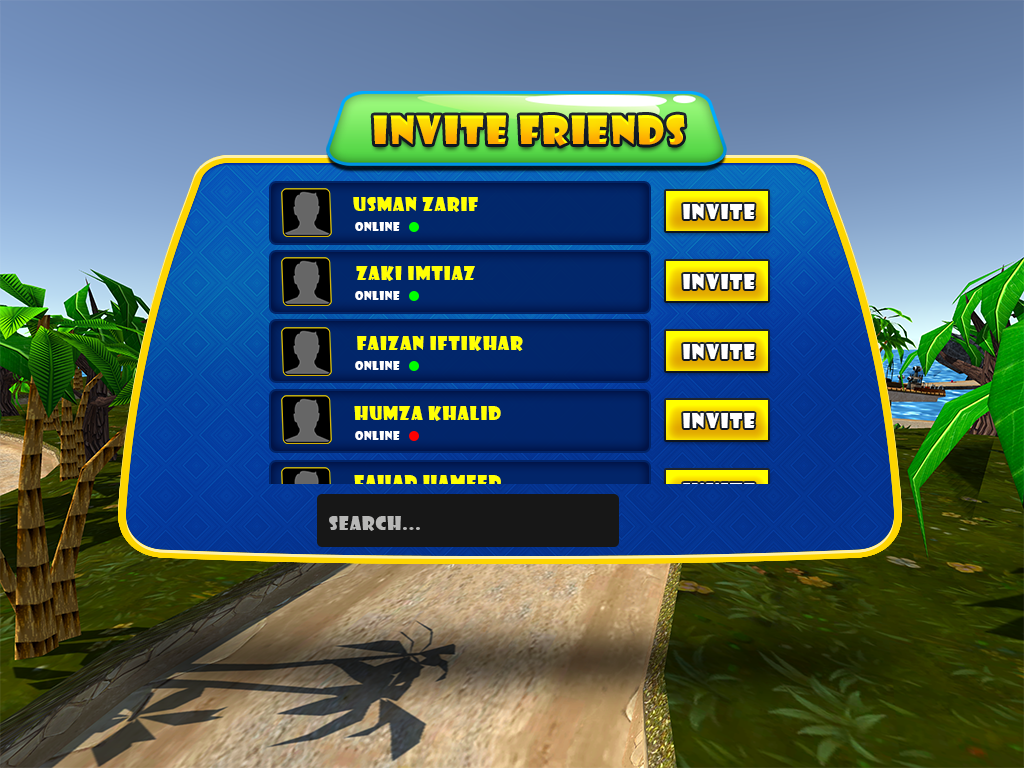 INVITE FRIENDS
USMAN ZARIF
ONLINE
INVITE
ZAKI IMTIAZ
ONLINE
INVITE
FAIZAN IFTIKHAR
ONLINE
INVITE
HUMZA KHALID
ONLINE
INVITE
SEARCH...